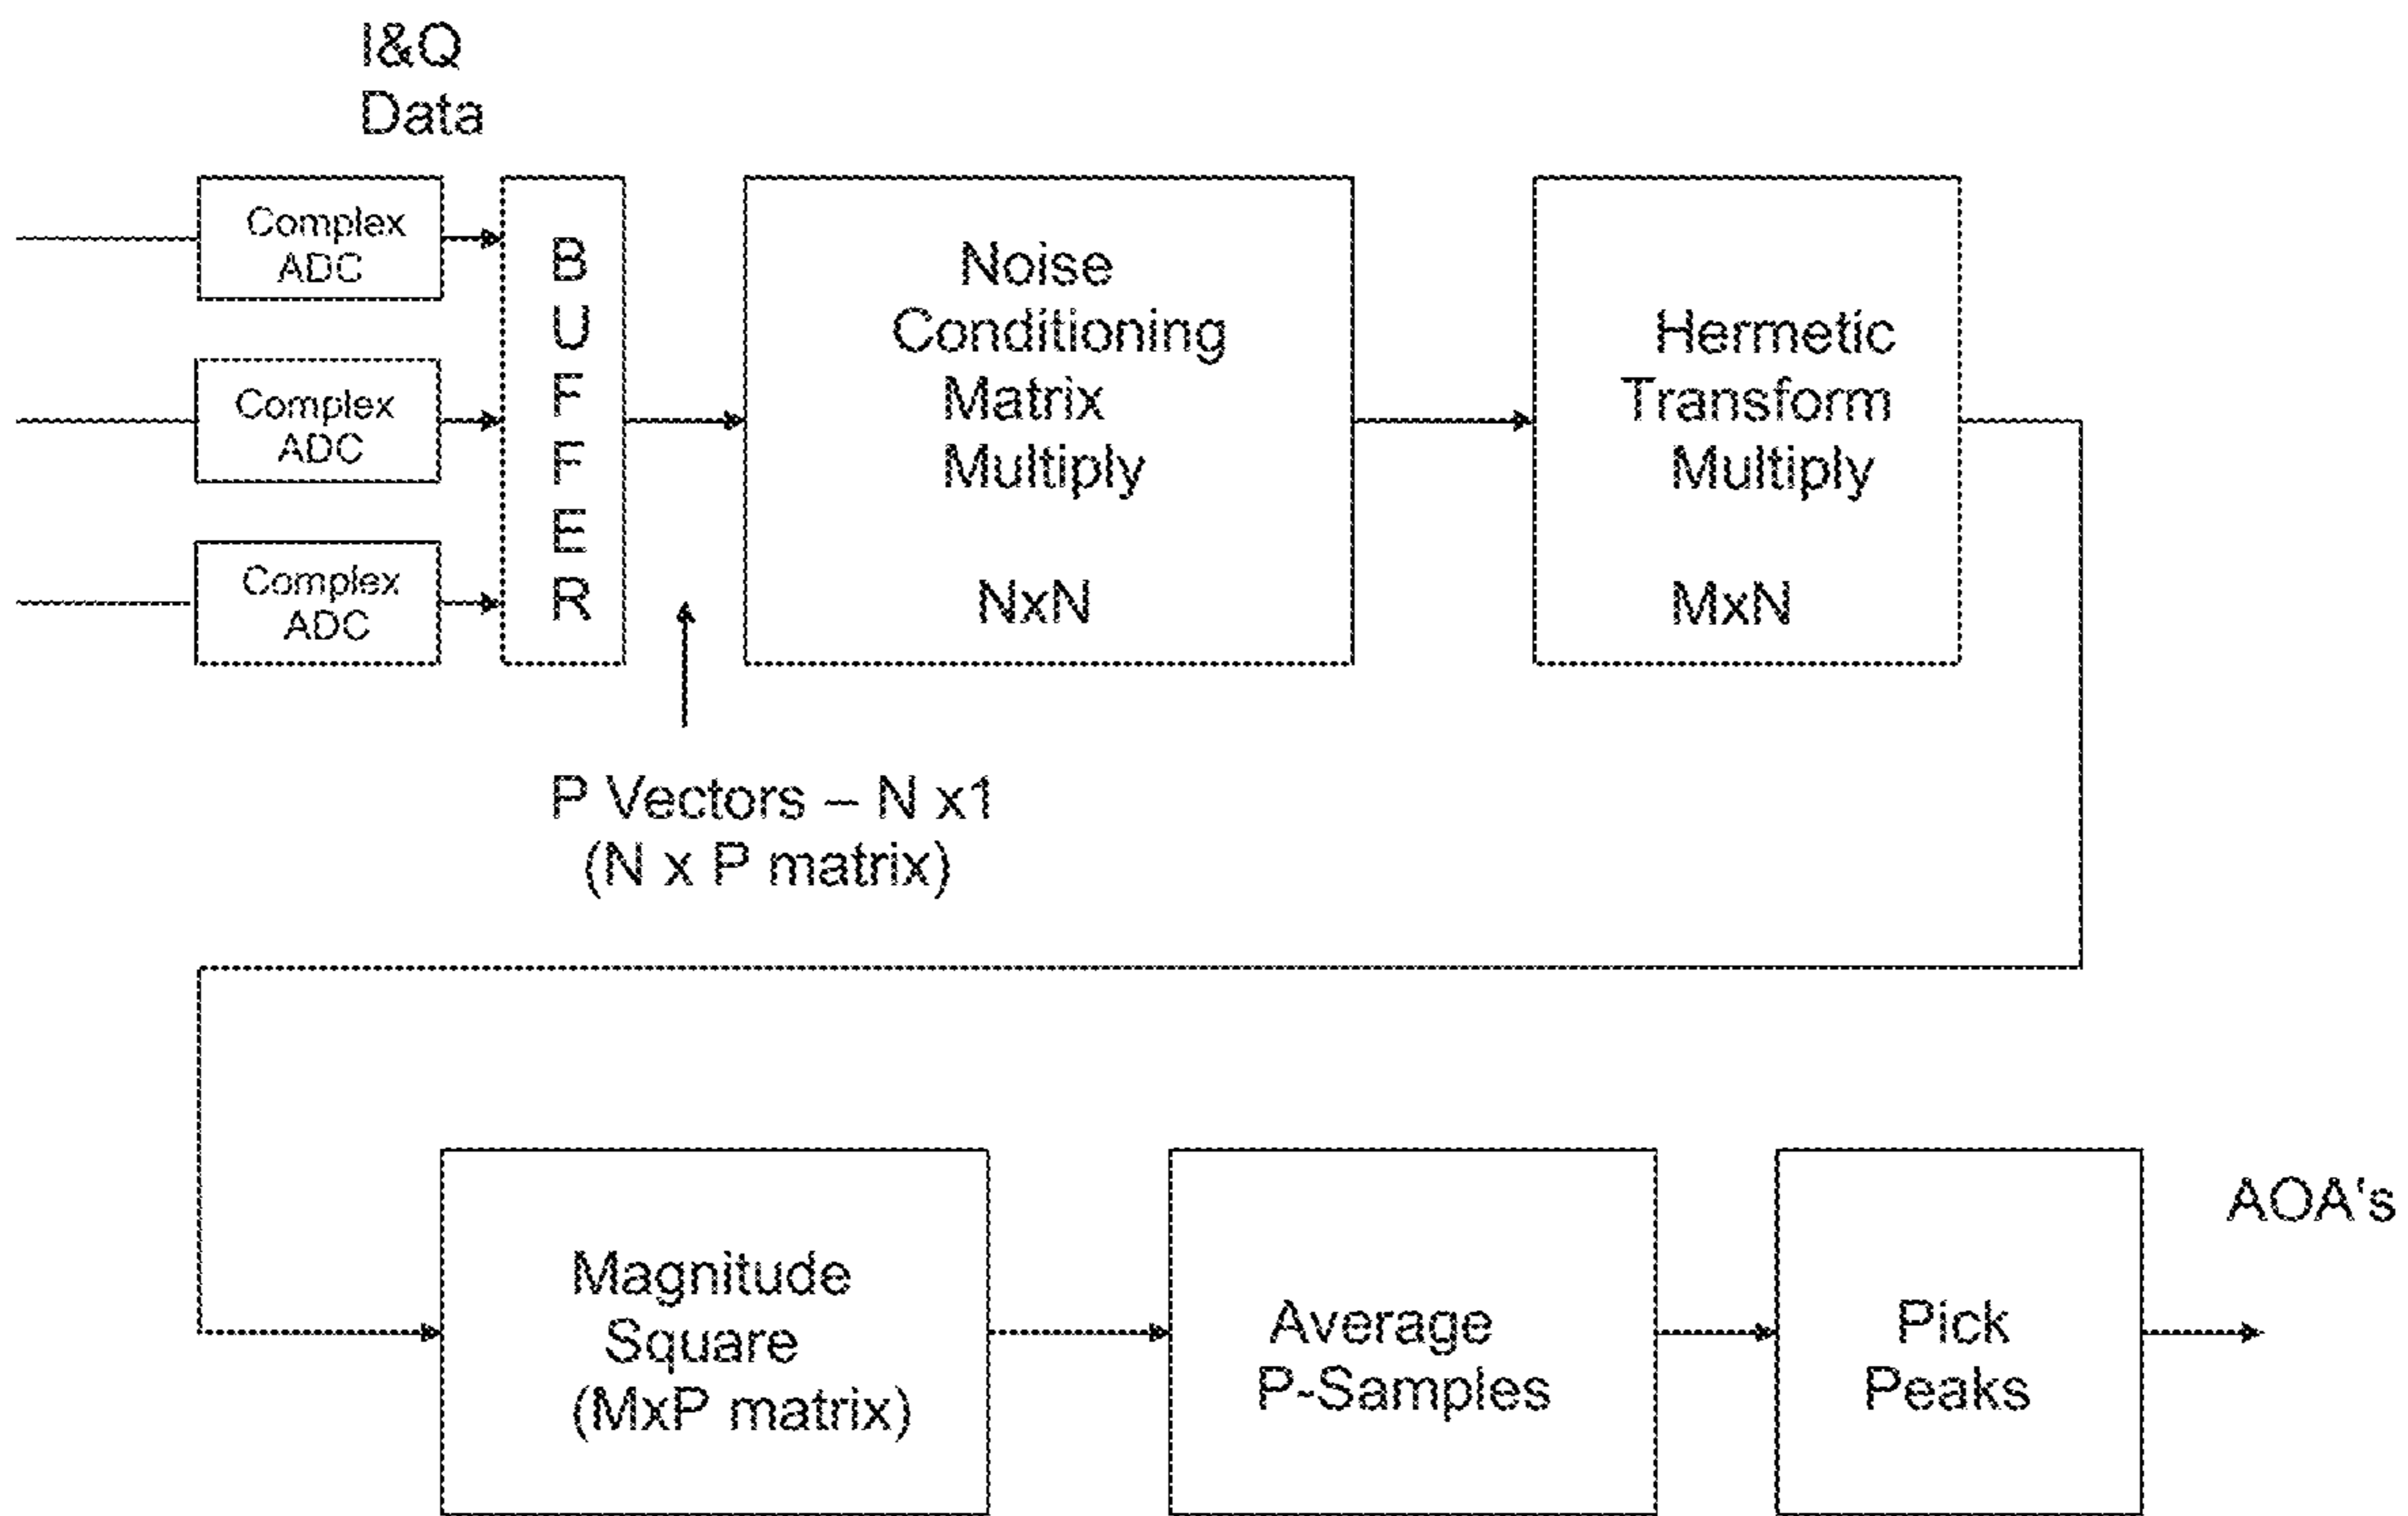 I&Q
Data
Complex
ADC
Complex
ADC
Complex
ADC
B
U
F
F
E
R
Noise
Conditioning
Matrix
Multiply
NxN
Hermetic
Transform
Multiply
MxN
P Vectors – N x1
(N x P matrix)
Magnitude
Square
(MxP matrix)
Average
P-Samples
Pick
Peaks
AOA's